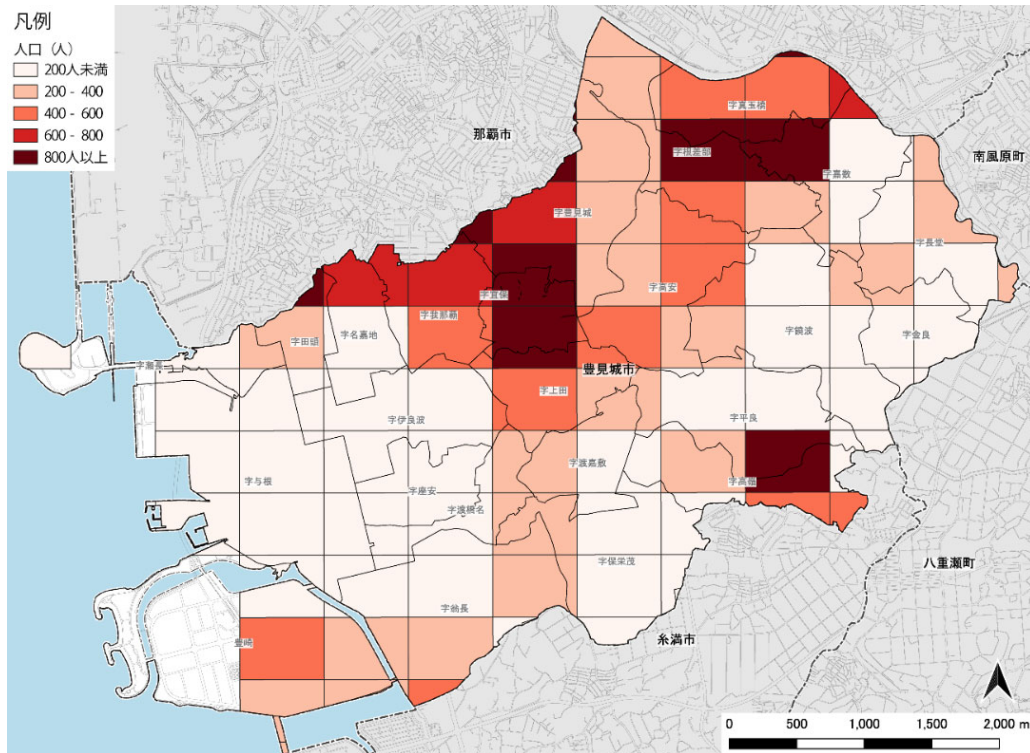 凡例
人口（人）
200人未満
200 - 400
400 - 600
600 - 800
800人以上
那覇市
南風原町
字真玉橋
字根差部
字嘉数
字豊見城
字長堂
字宜保
字高安
字我那覇
字田頭
字名嘉地
字饒波
字金良
字瀬長
豊見城市
字上田
字伊良波
字平良
字渡嘉敷
字与根
字座安
字高嶺
字渡橋名
字保栄茂
八重瀬町
字翁長
豊崎
糸満市
0 500 1,000 1,500 2,000 m